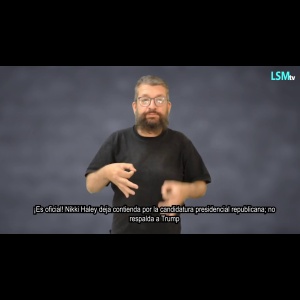 LSMtv
¡Es oficial! Nikki Haley deja contienda por la candidatura presidencial republicana; no
respalda a Trump